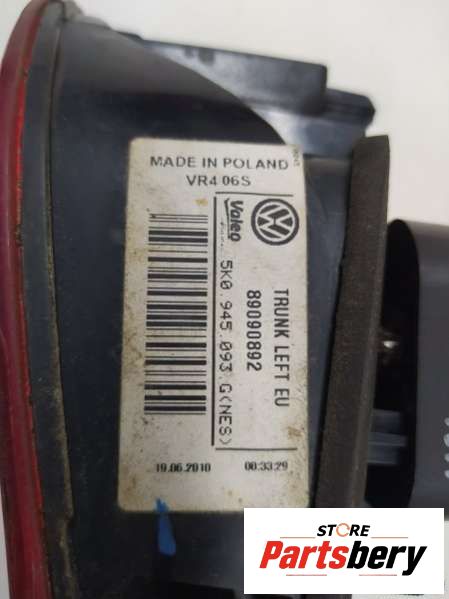 MADE IN POLAND
VR4 06S
Valeo
TRUNK LEFT EU
89090892
5K0.945.093.G(NES)
19.06.2010 00:33:29
STORE
Partsbery